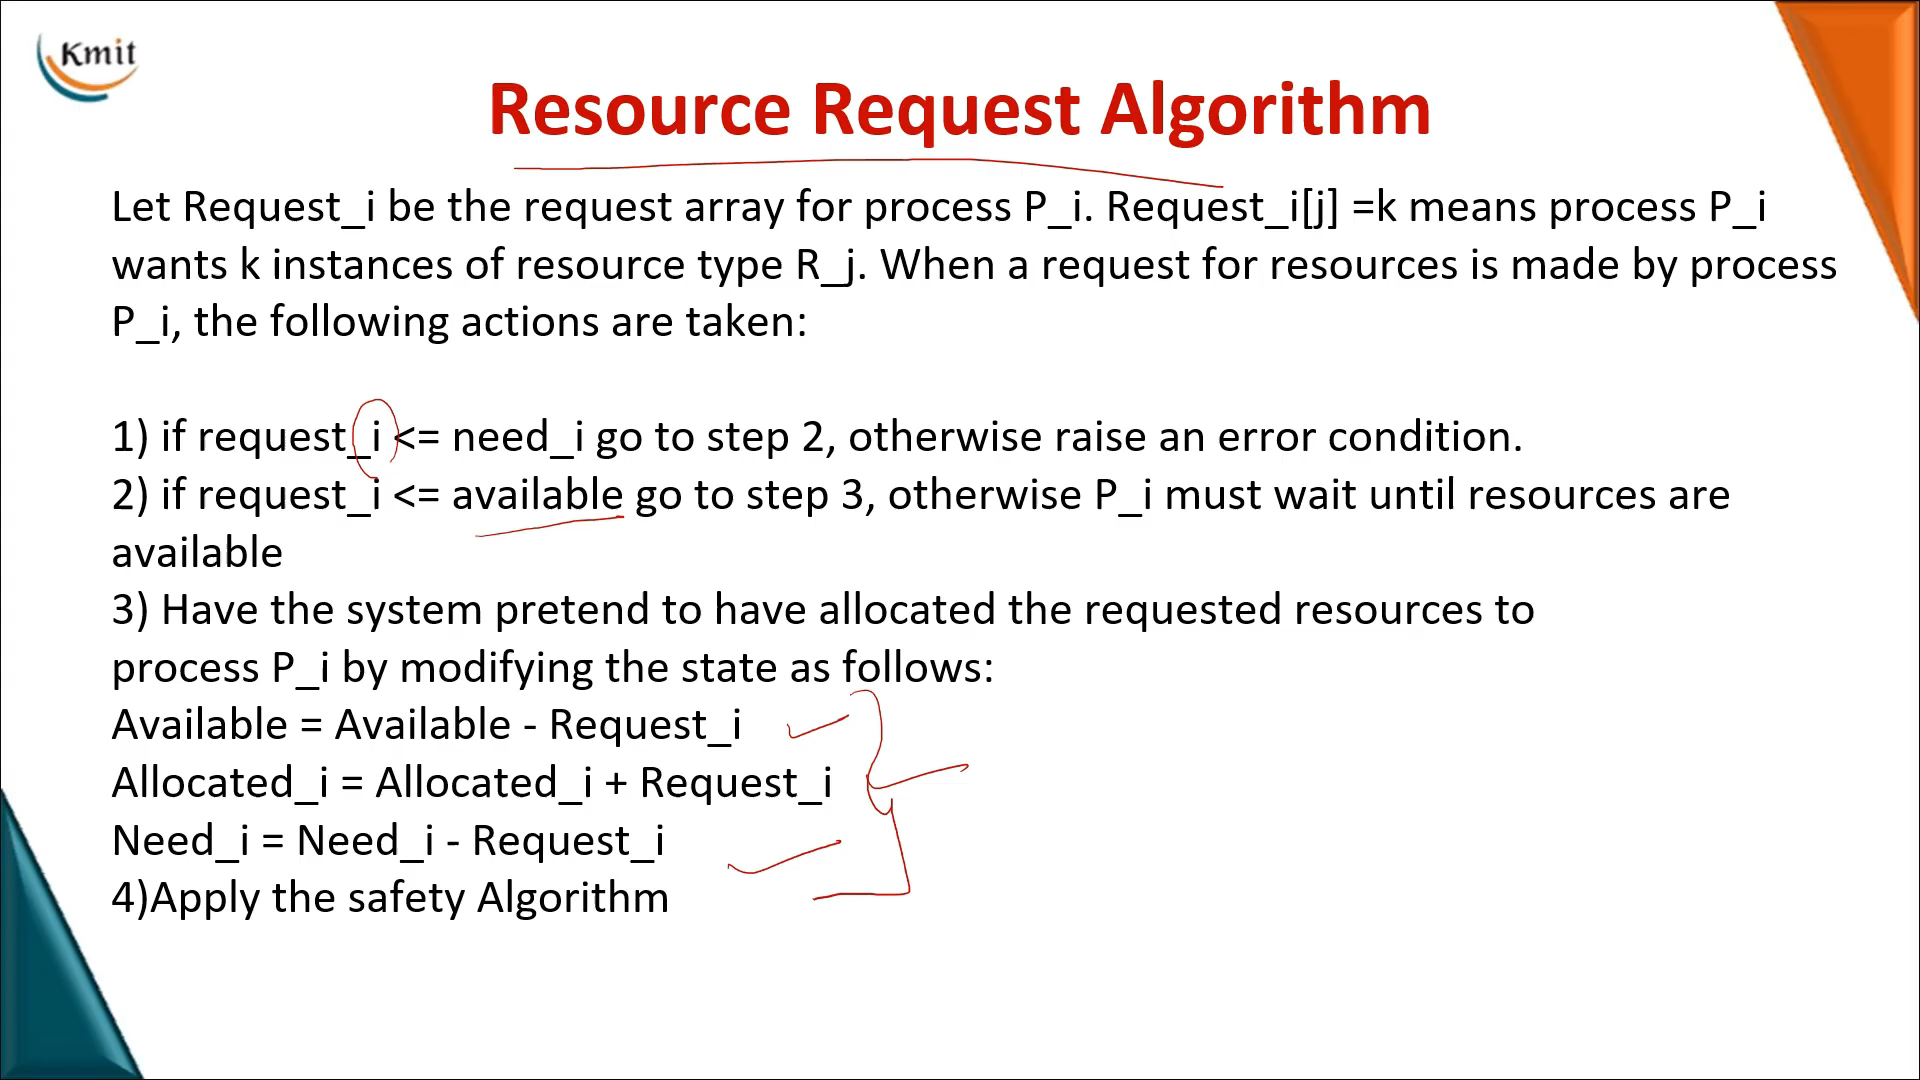 Kmit
Resource Request Algorithm
Let Request_i be the request array for process P_i. Request_i[j] =k means process P_i
wants k instances of resource type R_j. When a request for resources is made by process
P_i, the following actions are taken:
1) if request_i <= need_i go to step 2, otherwise raise an error condition.
2) if request_i <= available go to step 3, otherwise P_i must wait until resources are
available
3) Have the system pretend to have allocated the requested resources to
process P_i by modifying the state as follows:
Available = Available - Request_i
Allocated_i = Allocated_i + Request_i
Need_i = Need_i - Request_i
4)Apply the safety Algorithm